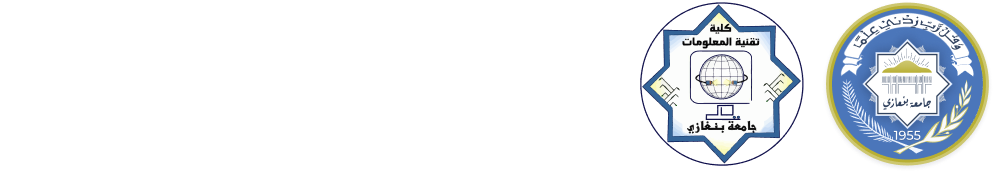 كلية
تقنية المعلومات
جامعة بنغازي
وقل رب زدني علما
جامعة بنغازي
1955